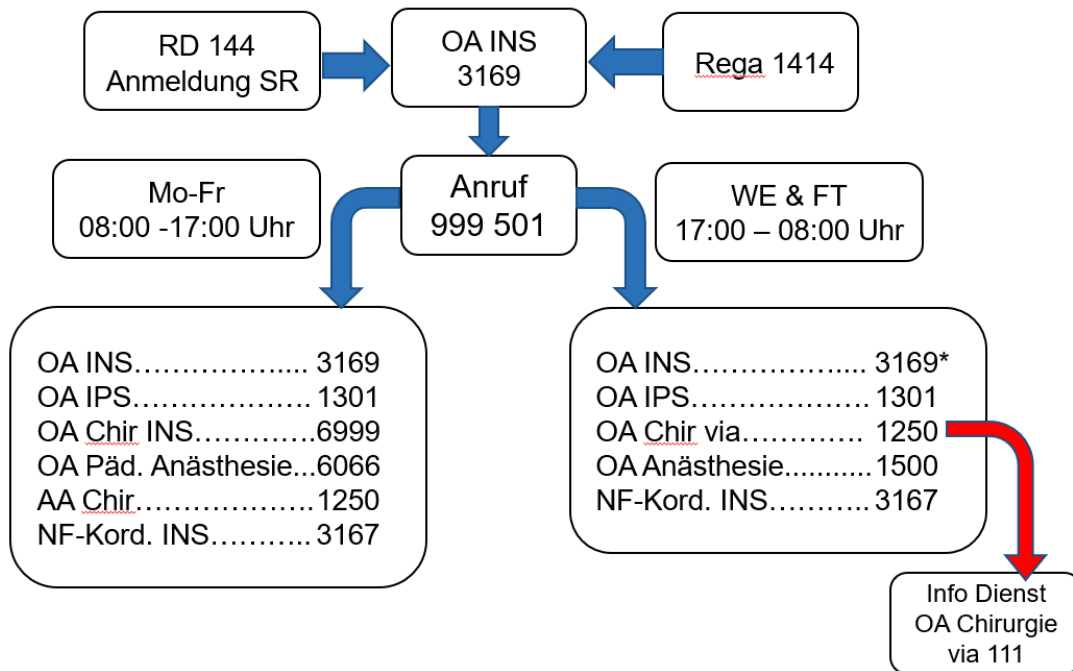 RD 144
Anmeldung SR
OA INS
3169
Rega 1414
Mo-Fr
08:00 -17:00 Uhr
Anruf
999 501
WE & FT
17:00 – 08:00 Uhr
OA INS……………….... 3169
OA IPS………………… 1301
OA Chir INS………….6999
OA Päd. Anästhesie...6066
AA Chir………………..1250
NF-Kord. INS……….. 3167
OA INS……………….... 3169*
OA IPS………………… 1301
OA Chir via…………. 1250
OA Anästhesie........... 1500
NF-Kord. INS………… 3167
Info Dienst
OA Chirurgie
via 111